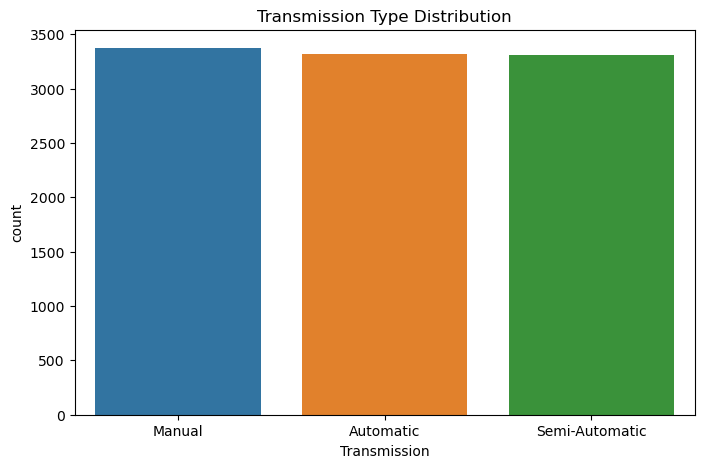 Transmission Type Distribution
3500
3000
2500
2000
1500
1000
500
0
count
Manual
Automatic
Semi-Automatic
Transmission